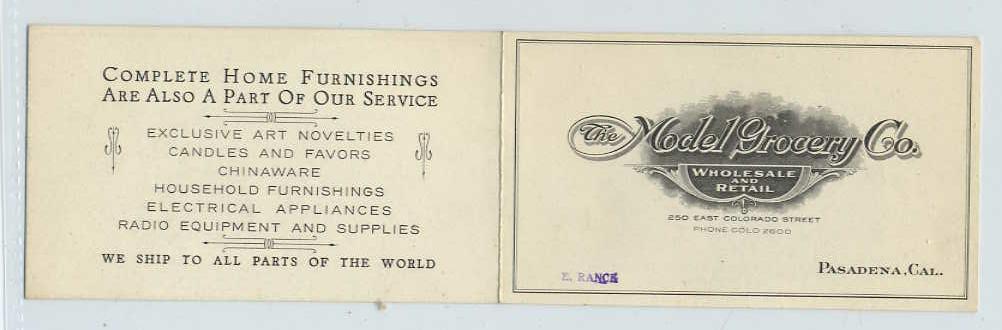 COMPLETE HOME FURNISHINGS
ARE ALSO A PART OF OUR SERVICE
EXCLUSIVE ART NOVELTIES
CANDLES AND FAVORS
CHINAWARE
HOUSEHOLD FURNISHINGS
ELECTRICAL APPLIANCES
RADIO EQUIPMENT AND SUPPLIES
WE SHIP TO ALL PARTS OF THE WORLD
The Model Grocery Co.
WHOLESALE
AND
RETAIL
250 EAST COLORADO STREET
PHONE COLO 2600
E. RANCK
PASADENA, CAL.